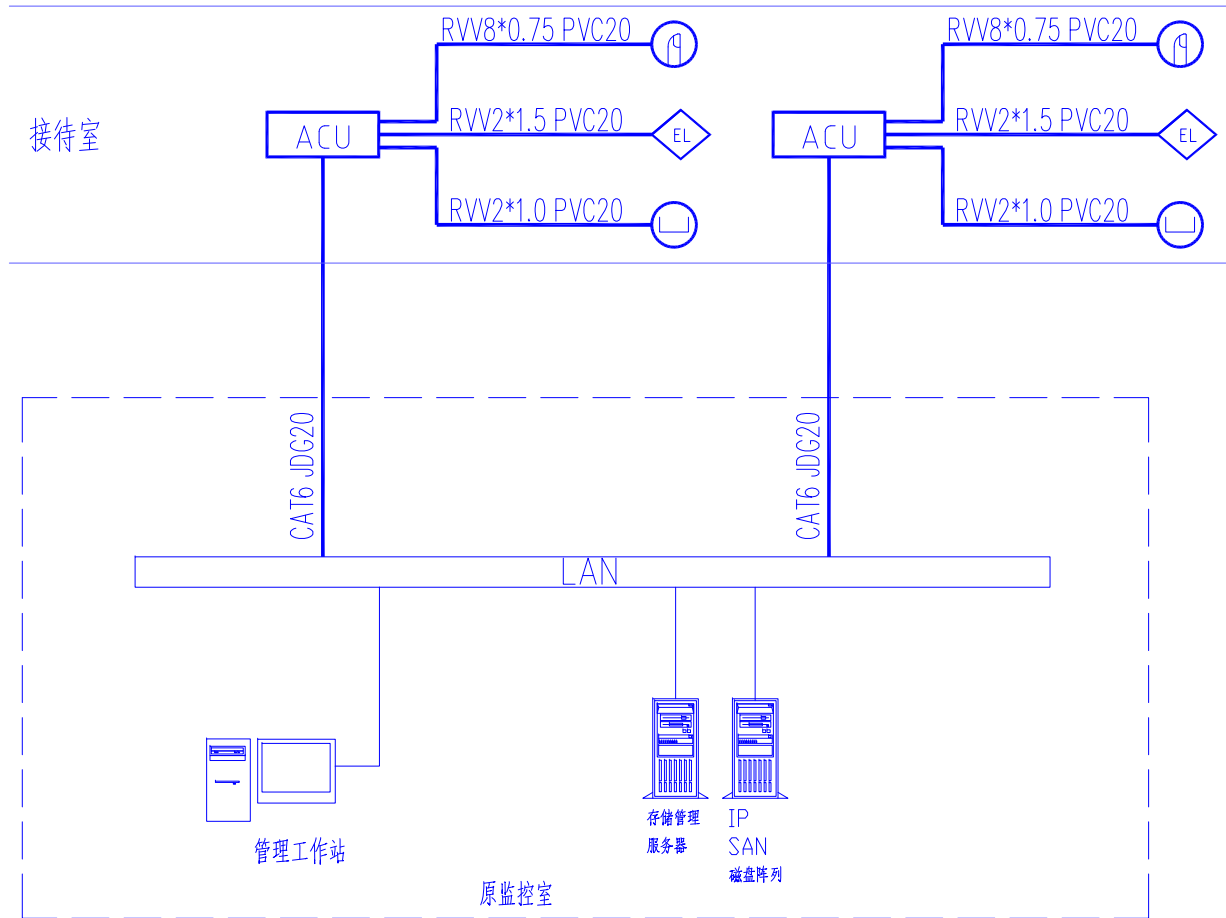 RVV8*0.75 PVC20
RVV8*0.75 PVC20
接待室
ACU
RVV2*1.5 PVC20
EL
ACU
RVV2*1.5 PVC20
EL
RVV2*1.0 PVC20
RVV2*1.0 PVC20
CAT6 JDG20
CAT6 JDG20
LAN
管理工作站
存储管理
服务器
IP
SAN
磁盘阵列
原监控室